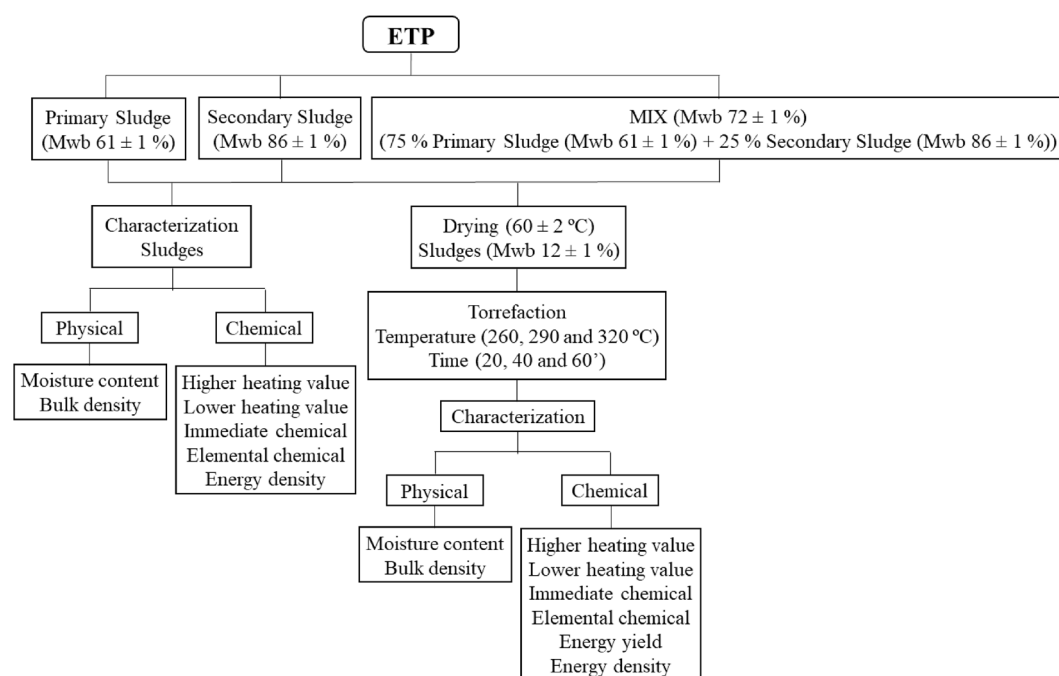 ETP
Primary Sludge
(Mwb 61 ± 1 %)
Secondary Sludge
(Mwb 86 ± 1 %)
MIX (Mwb 72 ± 1 %)
(75 % Primary Sludge (Mwb 61 ± 1 %) + 25 % Secondary Sludge (Mwb 86 ± 1 %))
Characterization
Sludges
Drying (60 ± 2 ºC)
Sludges (Mwb 12 ± 1 %)
Physical
Chemical
Moisture content
Bulk density
Higher heating value
Lower heating value
Immediate chemical
Elemental chemical
Energy density
Torrefaction
Temperature (260, 290 and 320 ºC)
Time (20, 40 and 60’)
Characterization
Physical
Chemical
Moisture content
Bulk density
Higher heating value
Lower heating value
Immediate chemical
Elemental chemical
Energy yield
Energy density